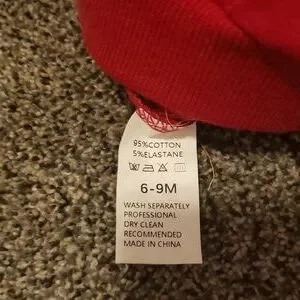 95%COTTON
5%ELASTANE
6-9M
WASH SEPARATELY
PROFESSIONAL
DRY CLEAN
RECOMMENDED
MADE IN CHINA